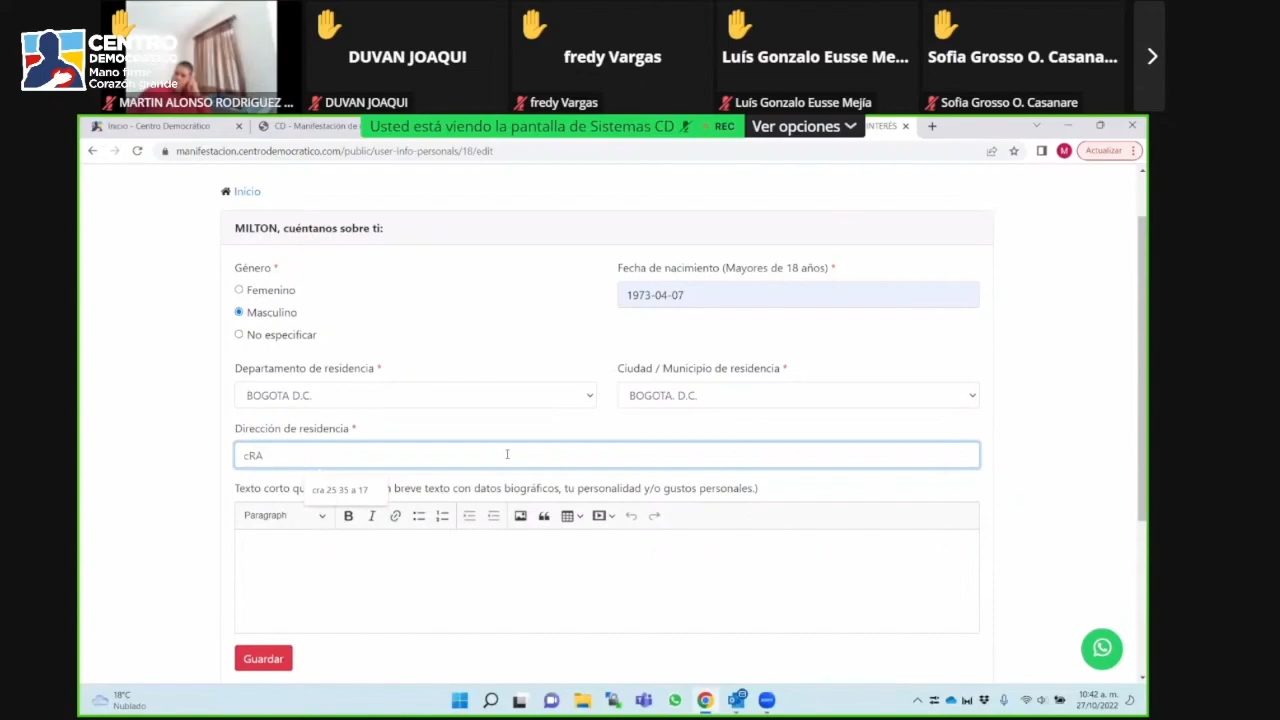 CENTRO
DEMOCRÁTICO
Mano firme
Corazón grande
MARTIN ALONSO RODRIGUEZ ...
DUVAN JOAQUI
DUVAN JOAQUI
fredy Vargas
fredy Vargas
Luís Gonzalo Eusse Me...
Luís Gonzalo Eusse Mejía
Sofia Grosso O. Casana...
Sofia Grosso O. Casanare
Inicio - Centro Democrático
CD - Manifestación de
Usted está viendo la pantalla de Sistemas CD
REC
Ver opciones
INTERÉS
manifestacion.centrodemocratico.com/public/user-info-personals/18/edit
M
Actualizar
Inicio
MILTON, cuéntanos sobre ti:
Género *
Fecha de nacimiento (Mayores de 18 años) *
Femenino
1973-04-07
Masculino
No especificar
Departamento de residencia *
Ciudad / Municipio de residencia *
BOGOTA D.C.
BOGOTA. D.C.
Dirección de residencia *
cRA
cra 25 35 a 17
Texto corto qu
breve texto con datos biográficos, tu personalidad y/o gustos personales.)
Paragraph
B
I
Guardar
18°C
Nublado
10:42 a. m.
27/10/2022